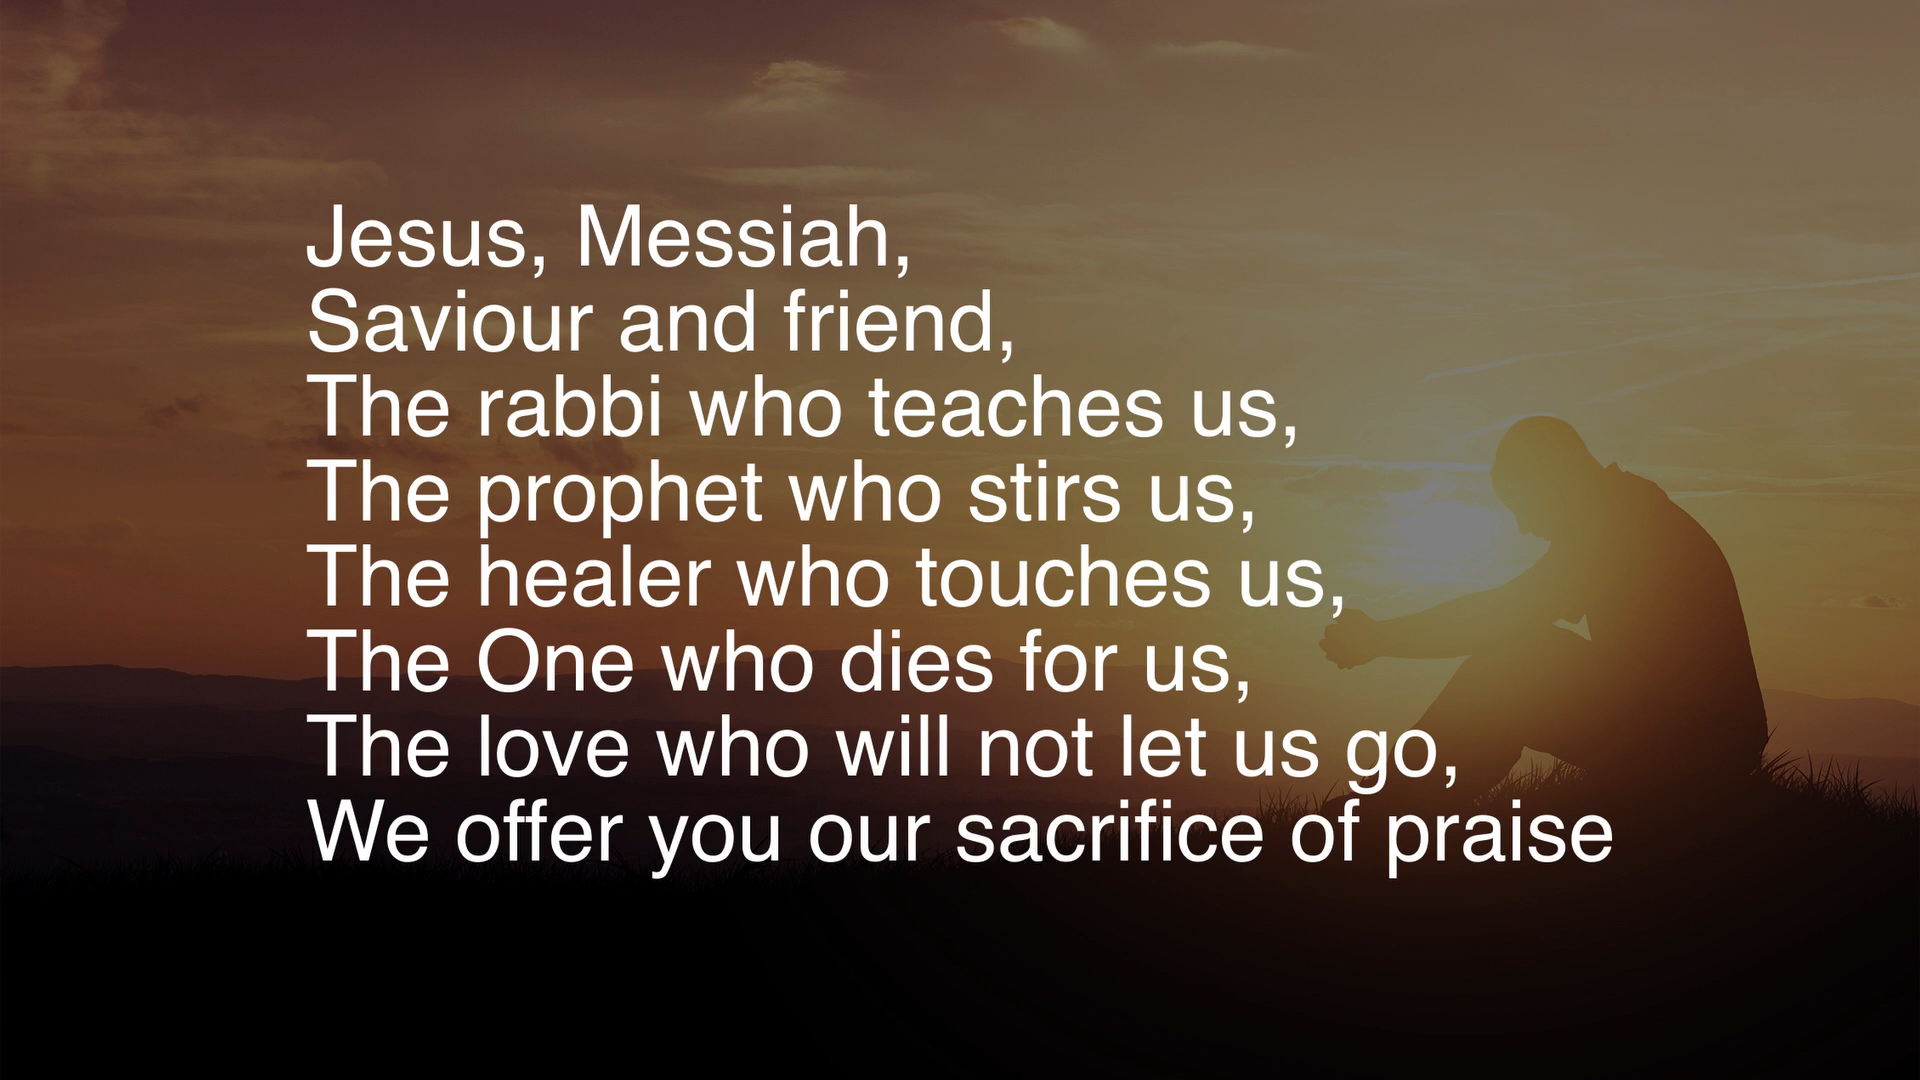 Jesus, Messiah,
Saviour and friend,
The rabbi who teaches us,
The prophet who stirs us,
The healer who touches us,
The One who dies for us,
The love who will not let us go,
We offer you our sacrifice of praise